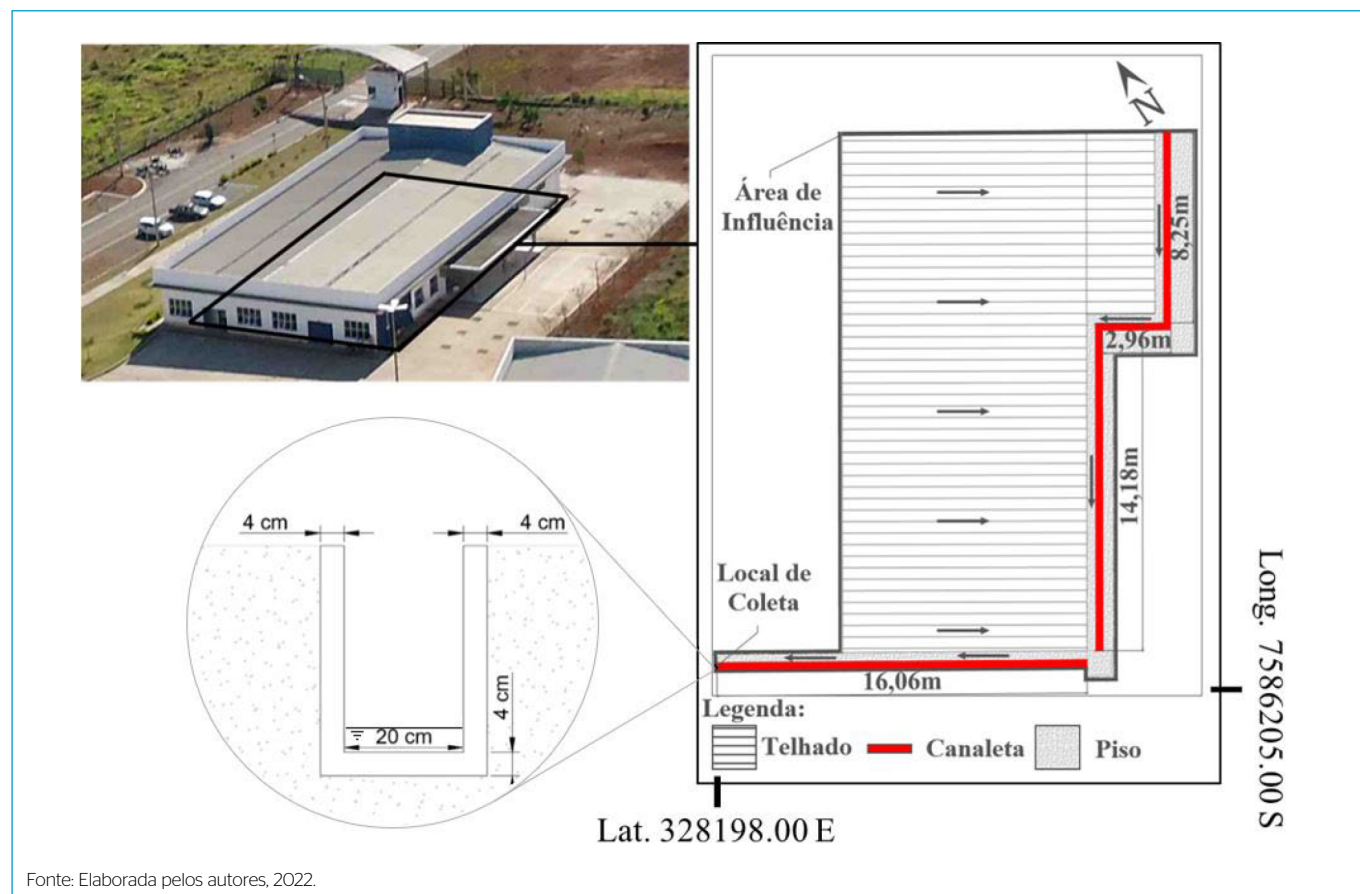 N
Área de
Influência
8,25m
2,96m
14,18m
4 cm
4 cm
Local de
Coleta
4 cm
20 cm
16,06m
Legenda:
Telhado
Canaleta
Piso
Long. 7586205.00 S
Lat. 328198.00 E
Fonte: Elaborada pelos autores, 2022.